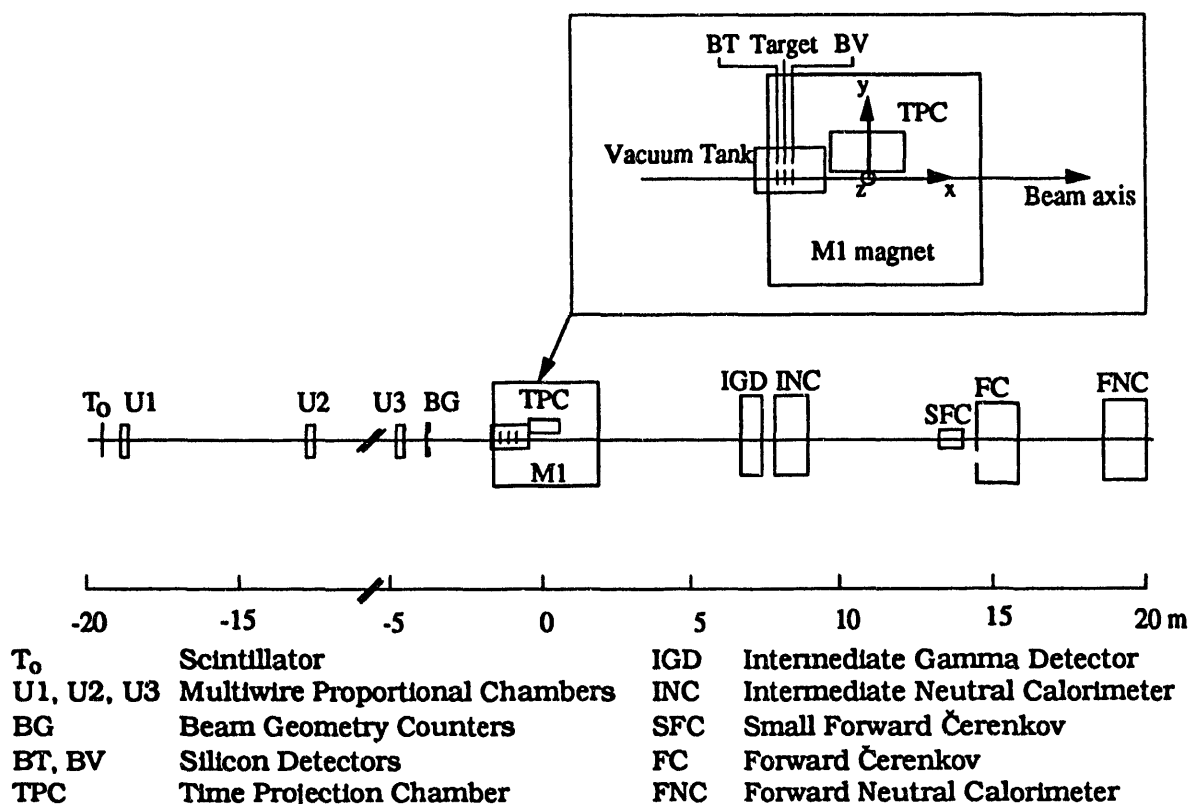 BT Target BV
y
TPC
Vacuum Tank
z
x
Beam axis
M1 magnet
To U1 U2 U3 BG TPC IGD INC SFC FC FNC
M1
-20 -15 -5 0 5 10 15 20 m
To Scintillator IGD Intermediate Gamma Detector
U1, U2, U3 Multiwire Proportional Chambers INC Intermediate Neutral Calorimeter
BG Beam Geometry Counters SFC Small Forward Čerenkov
BT, BV Silicon Detectors FC Forward Čerenkov
TPC Time Projection Chamber FNC Forward Neutral Calorimeter